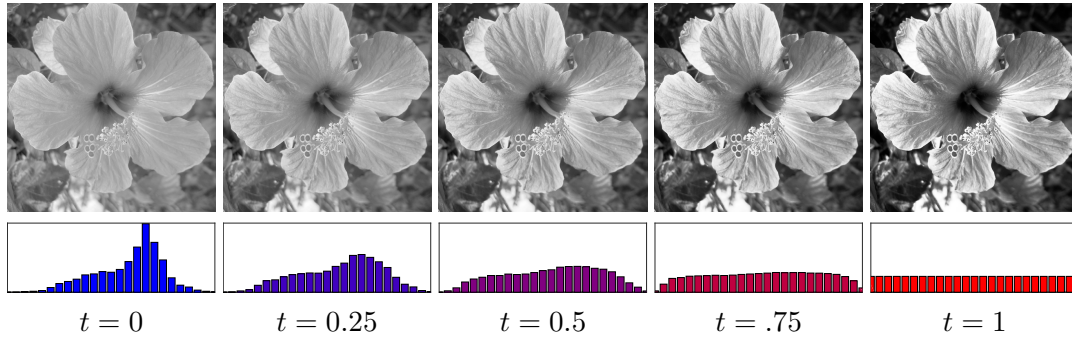 t = 0 t = 0.25 t = 0.5 t = .75 t = 1